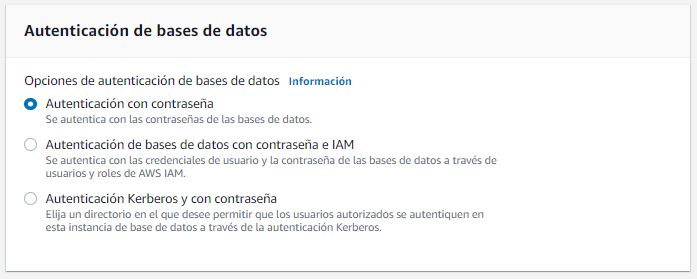 Autenticación de bases de datos
Opciones de autenticación de bases de datos Información
Autenticación con contraseña
Se autentica con las contraseñas de las bases de datos.
Autenticación de bases de datos con contraseña e IAM
Se autentica con las credenciales de usuario y la contraseña de las bases de datos a través de
usuarios y roles de AWS IAM.
Autenticación Kerberos y con contraseña
Elija un directorio en el que desee permitir que los usuarios autorizados se autentiquen en
esta instancia de base de datos a través de la autenticación Kerberos.